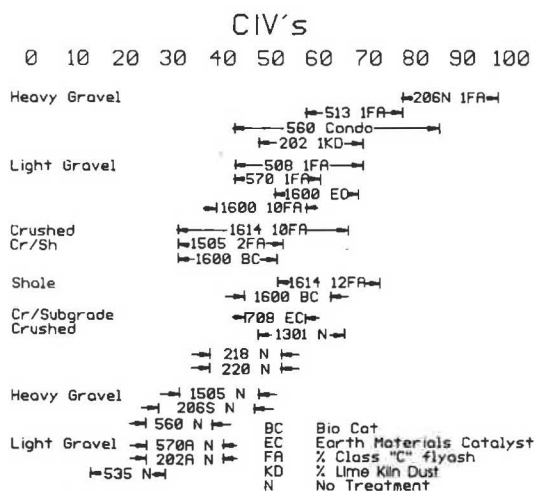 CIV's
0 10 20 30 40 50 60 70 80 90 100
Heavy Gravel 206N 1FA
513 1FA
560 Condo
202 1KD
Light Gravel 508 1FA
570 1FA
1600 EC
1600 10FA
Crushed 1614 10FA
Cr/Sh 1505 2FA
1600 BC
Shale 1614 12FA
1600 BC
Cr/Subgrade 708 EC
Crushed 1301 N
218 N
220 N
Heavy Gravel 1505 N
206S N
560 N BC Bio Cat
EC Earth Materials Catalyst
Light Gravel 570A N FA % Class "C" flyash
202A N KD % Lime Kiln Dust
535 N N No Treatment